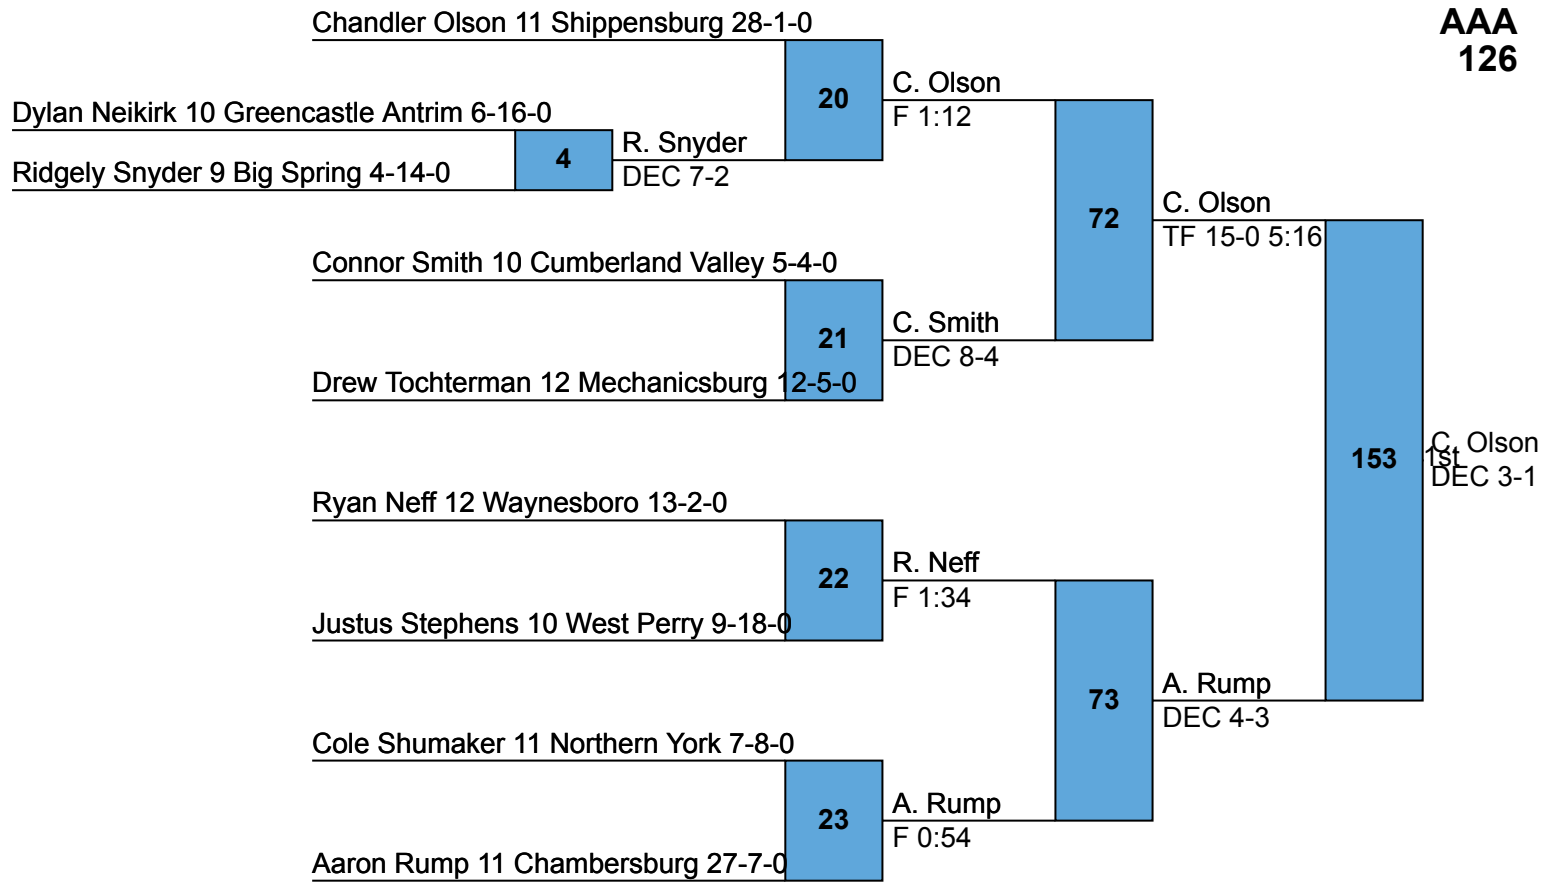 AAA
126
Chandler Olson 11 Shippensburg 28-1-0
20
C. Olson
F 1:12
Dylan Neikirk 10 Greencastle Antrim 6-16-0
4
R. Snyder
DEC 7-2
Ridgely Snyder 9 Big Spring 4-14-0
72
C. Olson
TF 15-0 5:16
Connor Smith 10 Cumberland Valley 5-4-0
21
C. Smith
DEC 8-4
Drew Tochterman 12 Mechanicsburg 12-5-0
153
C. Olson
1st
DEC 3-1
Ryan Neff 12 Waynesboro 13-2-0
22
R. Neff
F 1:34
Justus Stephens 10 West Perry 9-18-0
73
A. Rump
DEC 4-3
Cole Shumaker 11 Northern York 7-8-0
23
A. Rump
F 0:54
Aaron Rump 11 Chambersburg 27-7-0